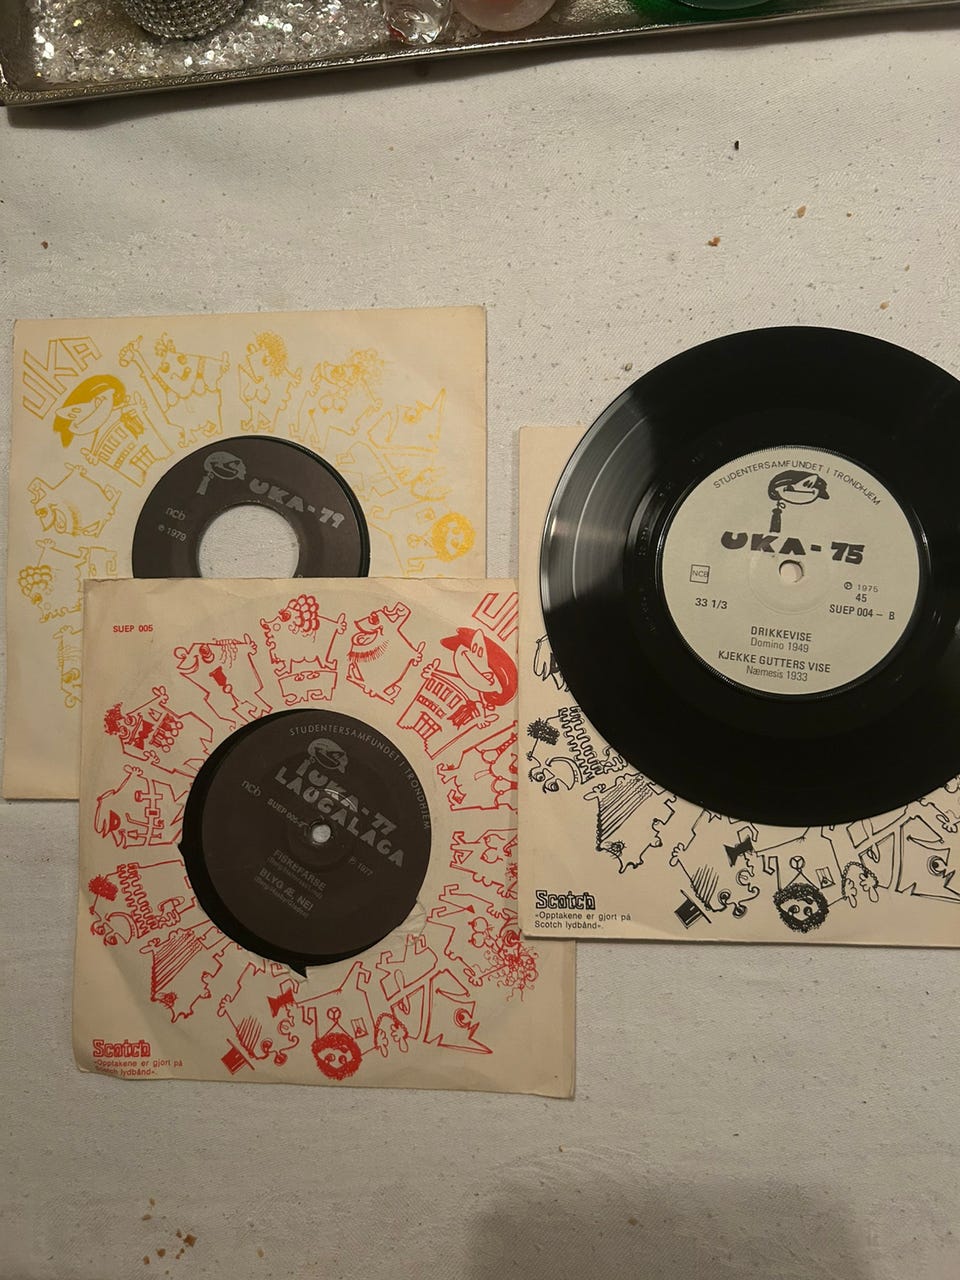 UKA
UKA-79
ncb
℗ 1979
SUEP 005
STUDENTERSAMFUNDET I TRONDHJEM
UKA-77
LAUGALAGA
ncb
℗ 1977
FISKEFARSE
BLYG Æ NEI
Scotch
«Opptakene er gjort på
Scotch lydbånd».
STUDENTERSAMFUNDET I TRONDHJEM
UKA-75
NCB
33 1/3
℗ 1975
45
SUEP 004 - B
DRIKKEVISE
Domino 1949
KJEKKE GUTTERS VISE
Næmesis 1933
Scotch
«Opptakene er gjort på
Scotch lydbånd».